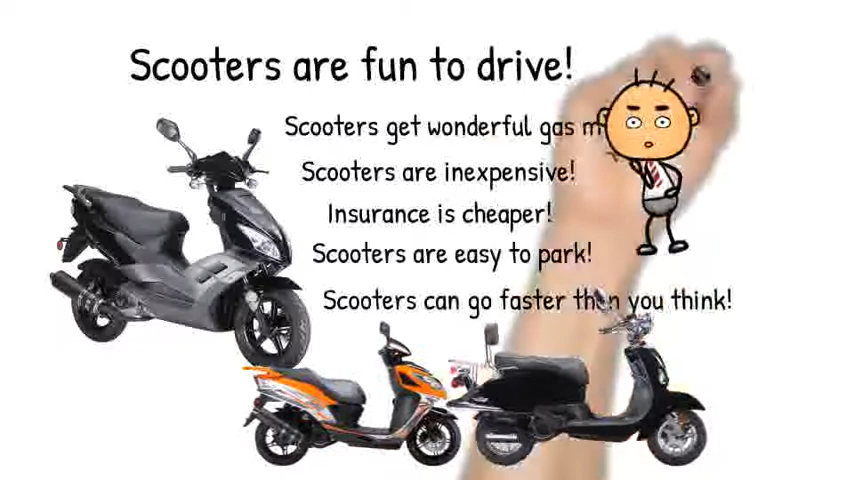 Scooters are fun to drive!
Scooters get wonderful gas m
Scooters are inexpensive!
Insurance is cheaper!
Scooters are easy to park!
Scooters can go faster then you think!